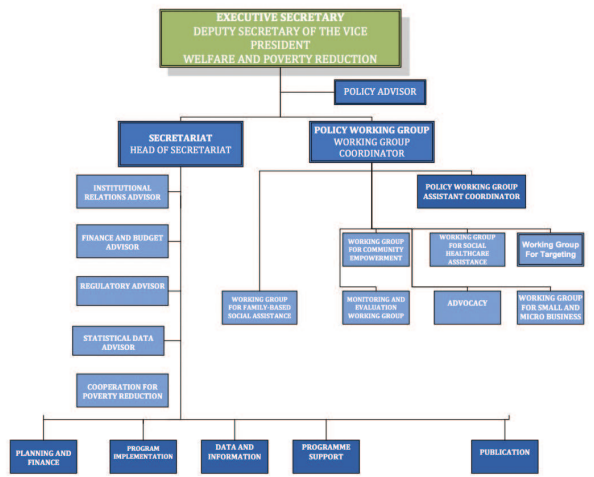 EXECUTIVE SECRETARY
DEPUTY SECRETARY OF THE VICE
PRESIDENT
WELFARE AND POVERTY REDUCTION
POLICY ADVISOR
SECRETARIAT
HEAD OF SECRETARIAT
POLICY WORKING GROUP
WORKING GROUP
COORDINATOR
INSTITUTIONAL
RELATIONS ADVISOR
POLICY WORKING GROUP
ASSISTANT COORDINATOR
FINANCE AND BUDGET
ADVISOR
WORKING GROUP
FOR COMMUNITY
EMPOWERMENT
WORKING GROUP
FOR SOCIAL
HEALTHCARE
ASSISTANCE
Working Group
For Targeting
REGULATORY ADVISOR
WORKING GROUP
FOR FAMILY-BASED
SOCIAL ASSISTANCE
MONITORING AND
EVALUATION
WORKING GROUP
ADVOCACY
WORKING GROUP
FOR SMALL AND
MICRO BUSINESS
STATISTICAL DATA
ADVISOR
COOPERATION FOR
POVERTY REDUCTION
PLANNING AND
FINANCE
PROGRAM
IMPLEMENTATION
DATA AND
INFORMATION
PROGRAMME
SUPPORT
PUBLICATION